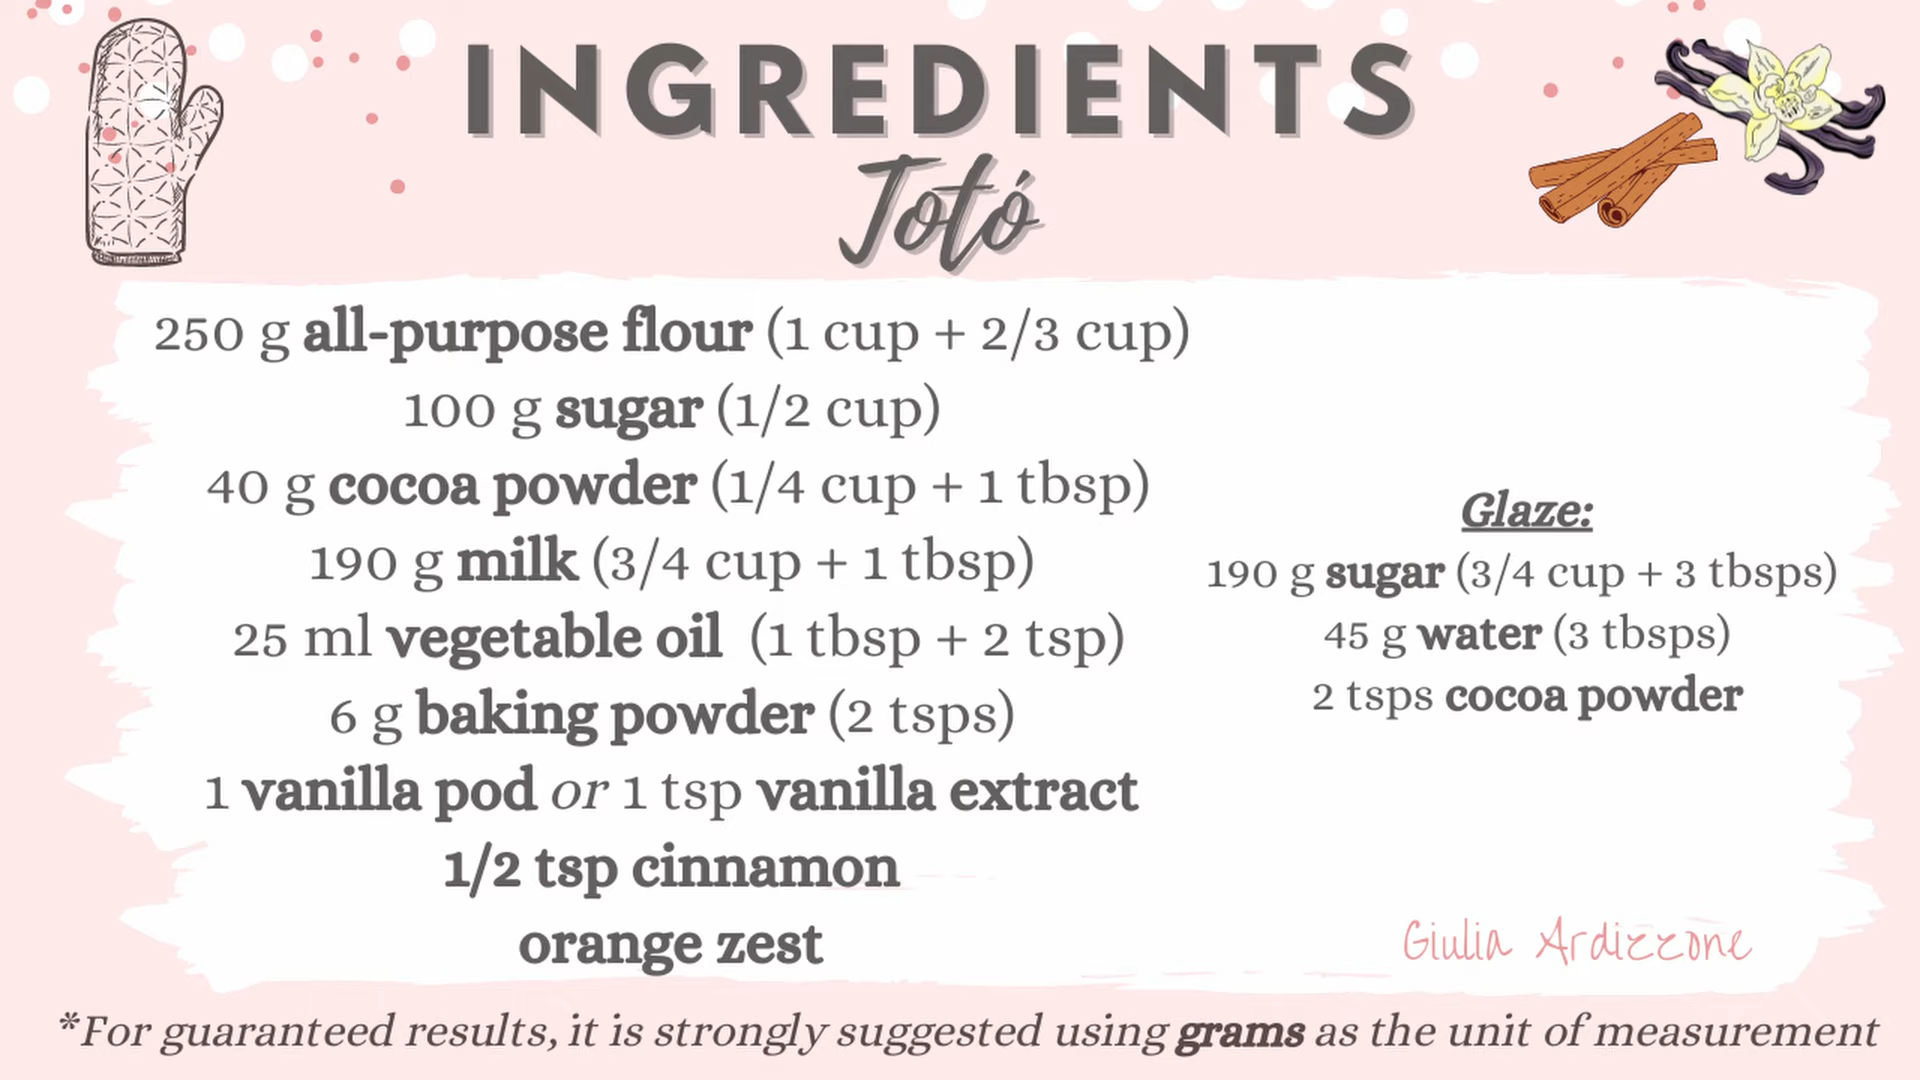 INGREDIENTS
Totó
250 g all-purpose flour (1 cup + 2/3 cup)
100 g sugar (1/2 cup)
40 g cocoa powder (1/4 cup + 1 tbsp)
190 g milk (3/4 cup + 1 tbsp)
25 ml vegetable oil (1 tbsp + 2 tsp)
6 g baking powder (2 tsps)
1 vanilla pod or 1 tsp vanilla extract
1/2 tsp cinnamon
orange zest
Glaze:
190 g sugar (3/4 cup + 3 tbsps)
45 g water (3 tbsps)
2 tsps cocoa powder
Giulia Ardizzone
*For guaranteed results, it is strongly suggested using grams as the unit of measurement